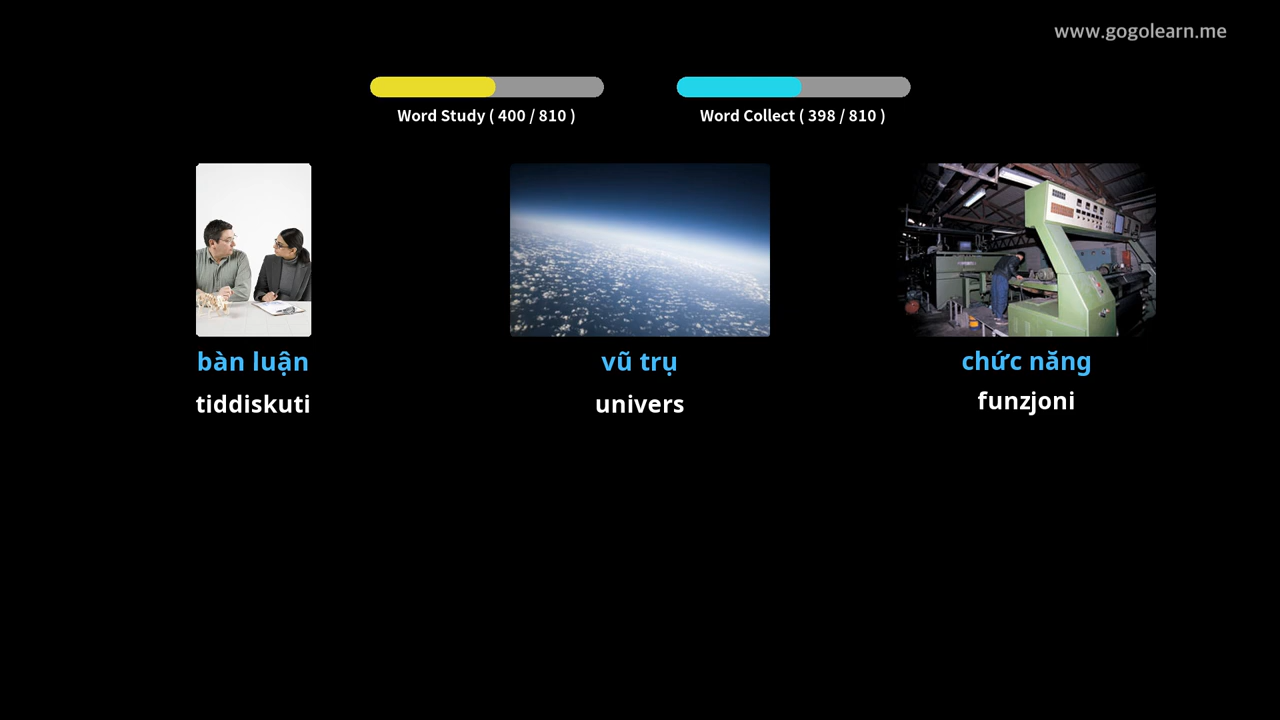 www.gogolearn.me
Word Study ( 400 / 810 )
Word Collect ( 398 / 810 )
bàn luận
tiddiskuti
vũ trụ
univers
chức năng
funzjoni